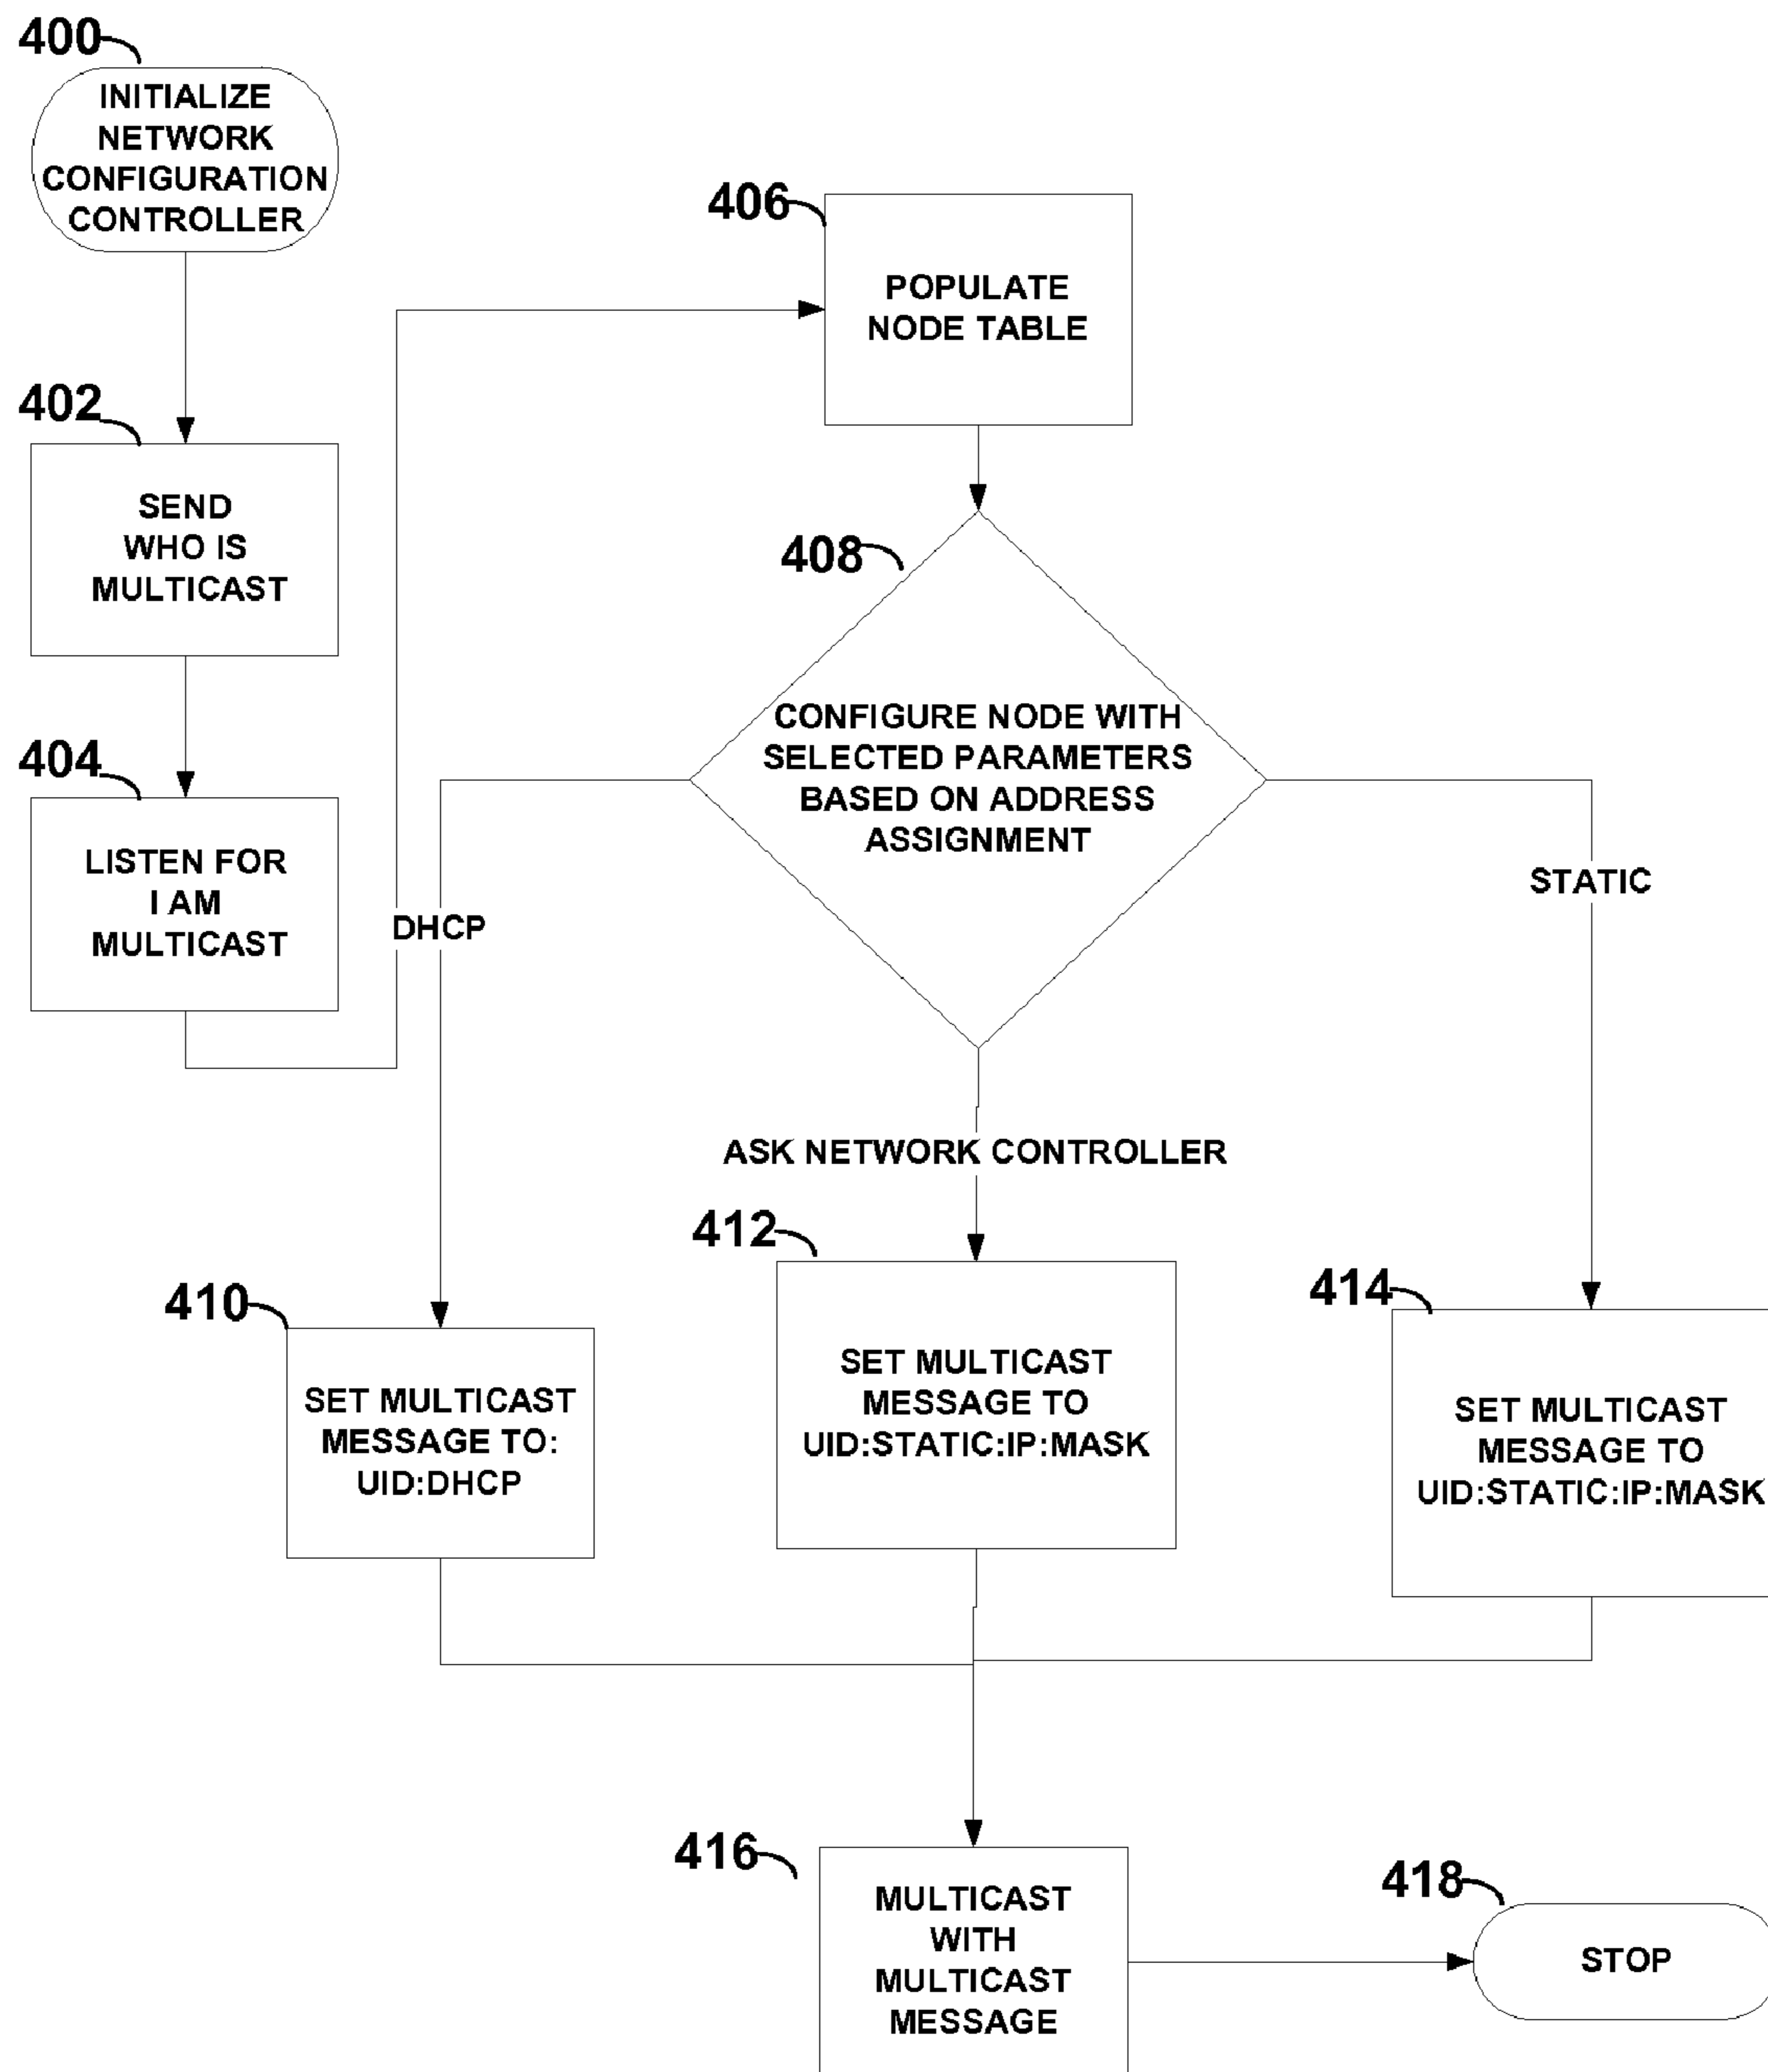 400
INITIALIZE
NETWORK
CONFIGURATION
CONTROLLER
402
SEND
WHO IS
MULTICAST
404
LISTEN FOR
I AM
MULTICAST
406
POPULATE
NODE TABLE
408
CONFIGURE NODE WITH
SELECTED PARAMETERS
BASED ON ADDRESS
ASSIGNMENT
DHCP
ASK NETWORK CONTROLLER
STATIC
410
SET MULTICAST
MESSAGE TO:
UID:DHCP
412
SET MULTICAST
MESSAGE TO
UID:STATIC:IP:MASK
414
SET MULTICAST
MESSAGE TO
UID:STATIC:IP:MASK
416
MULTICAST
WITH
MULTICAST
MESSAGE
418
STOP